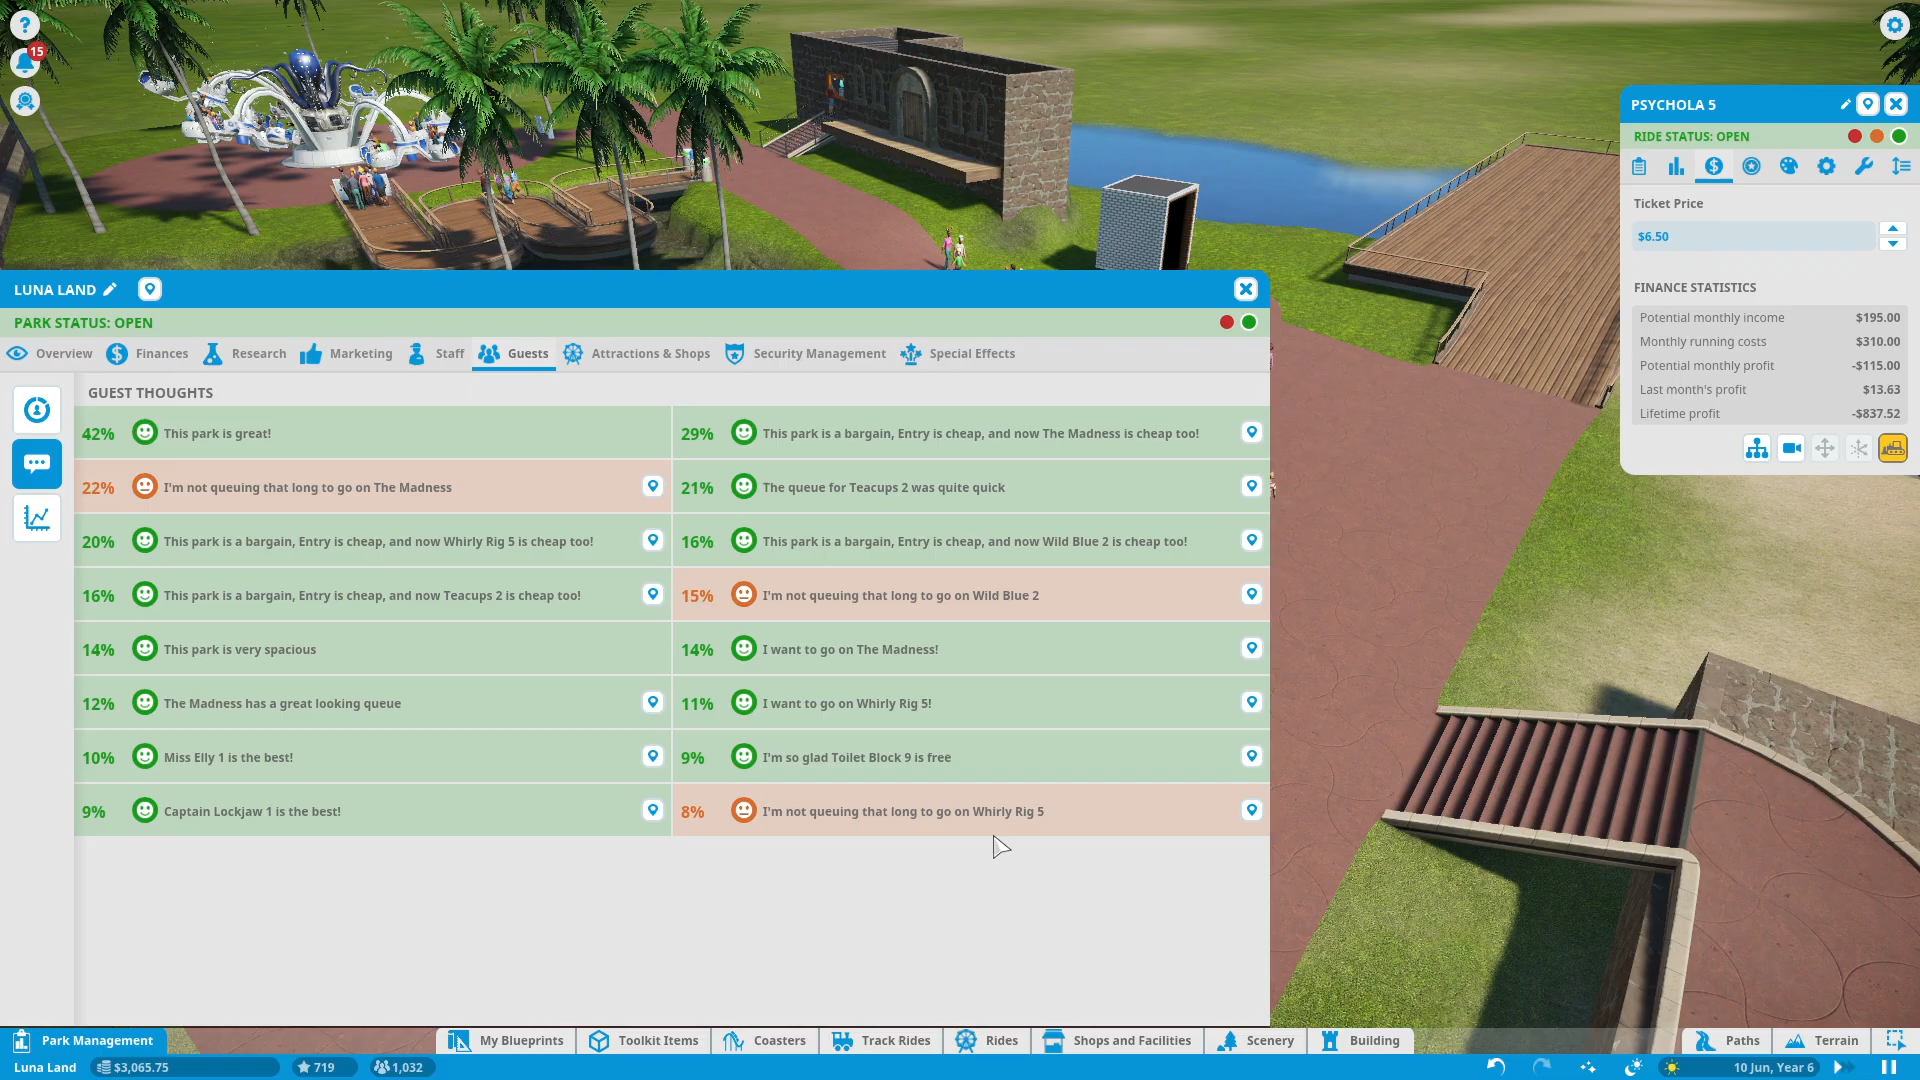 ?
15
PSYCHOLA 5
RIDE STATUS: OPEN
Ticket Price
$6.50
FINANCE STATISTICS
Potential monthly income $195.00
Monthly running costs $310.00
Potential monthly profit -$115.00
Last month's profit $13.63
Lifetime profit -$837.52
LUNA LAND
PARK STATUS: OPEN
Overview Finances Research Marketing Staff Guests Attractions & Shops Security Management Special Effects
GUEST THOUGHTS
42% This park is great!
29% This park is a bargain, Entry is cheap, and now The Madness is cheap too!
22% I'm not queuing that long to go on The Madness
21% The queue for Teacups 2 was quite quick
20% This park is a bargain, Entry is cheap, and now Whirly Rig 5 is cheap too!
16% This park is a bargain, Entry is cheap, and now Wild Blue 2 is cheap too!
16% This park is a bargain, Entry is cheap, and now Teacups 2 is cheap too!
15% I'm not queuing that long to go on Wild Blue 2
14% This park is very spacious
14% I want to go on The Madness!
12% The Madness has a great looking queue
11% I want to go on Whirly Rig 5!
10% Miss Elly 1 is the best!
9% I'm so glad Toilet Block 9 is free
9% Captain Lockjaw 1 is the best!
8% I'm not queuing that long to go on Whirly Rig 5
Park Management My Blueprints Toolkit Items Coasters Track Rides Rides Shops and Facilities Scenery Building Paths Terrain
Luna Land $3,065.75 719 1,032 10 Jun, Year 6